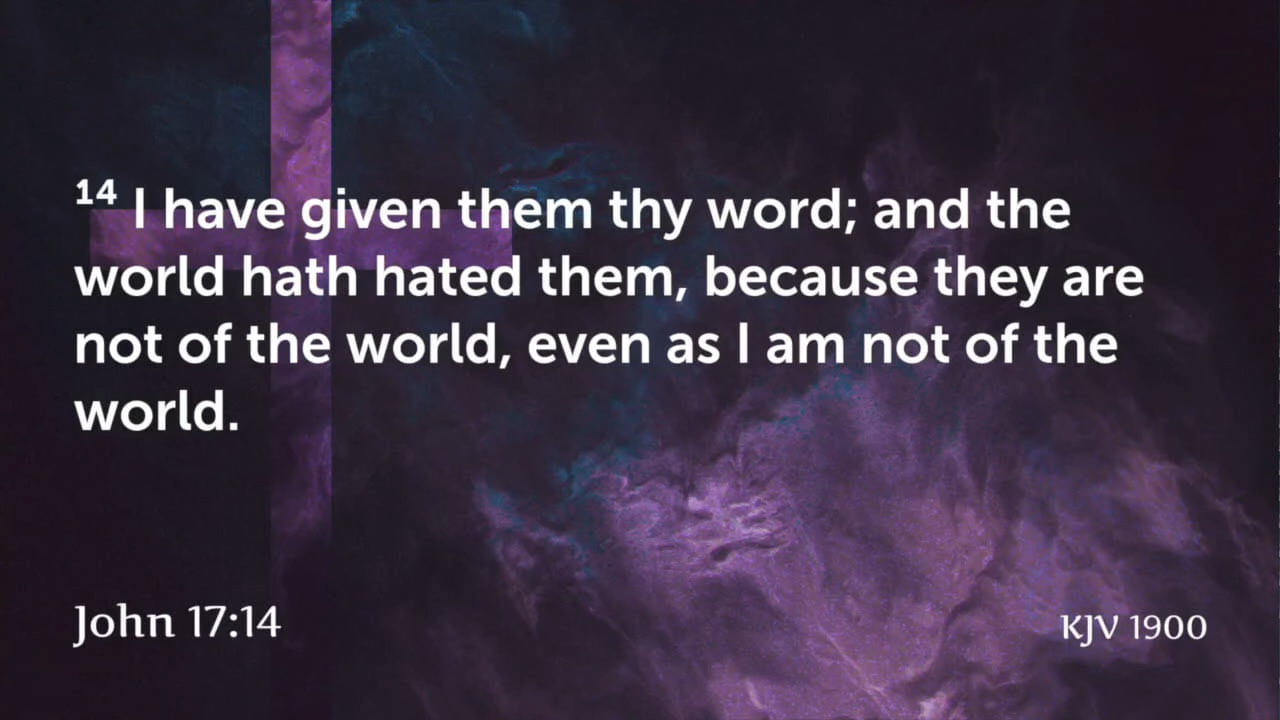 14 I have given them thy word; and the
world hath hated them, because they are
not of the world, even as I am not of the
world.
John 17:14
KJV 1900